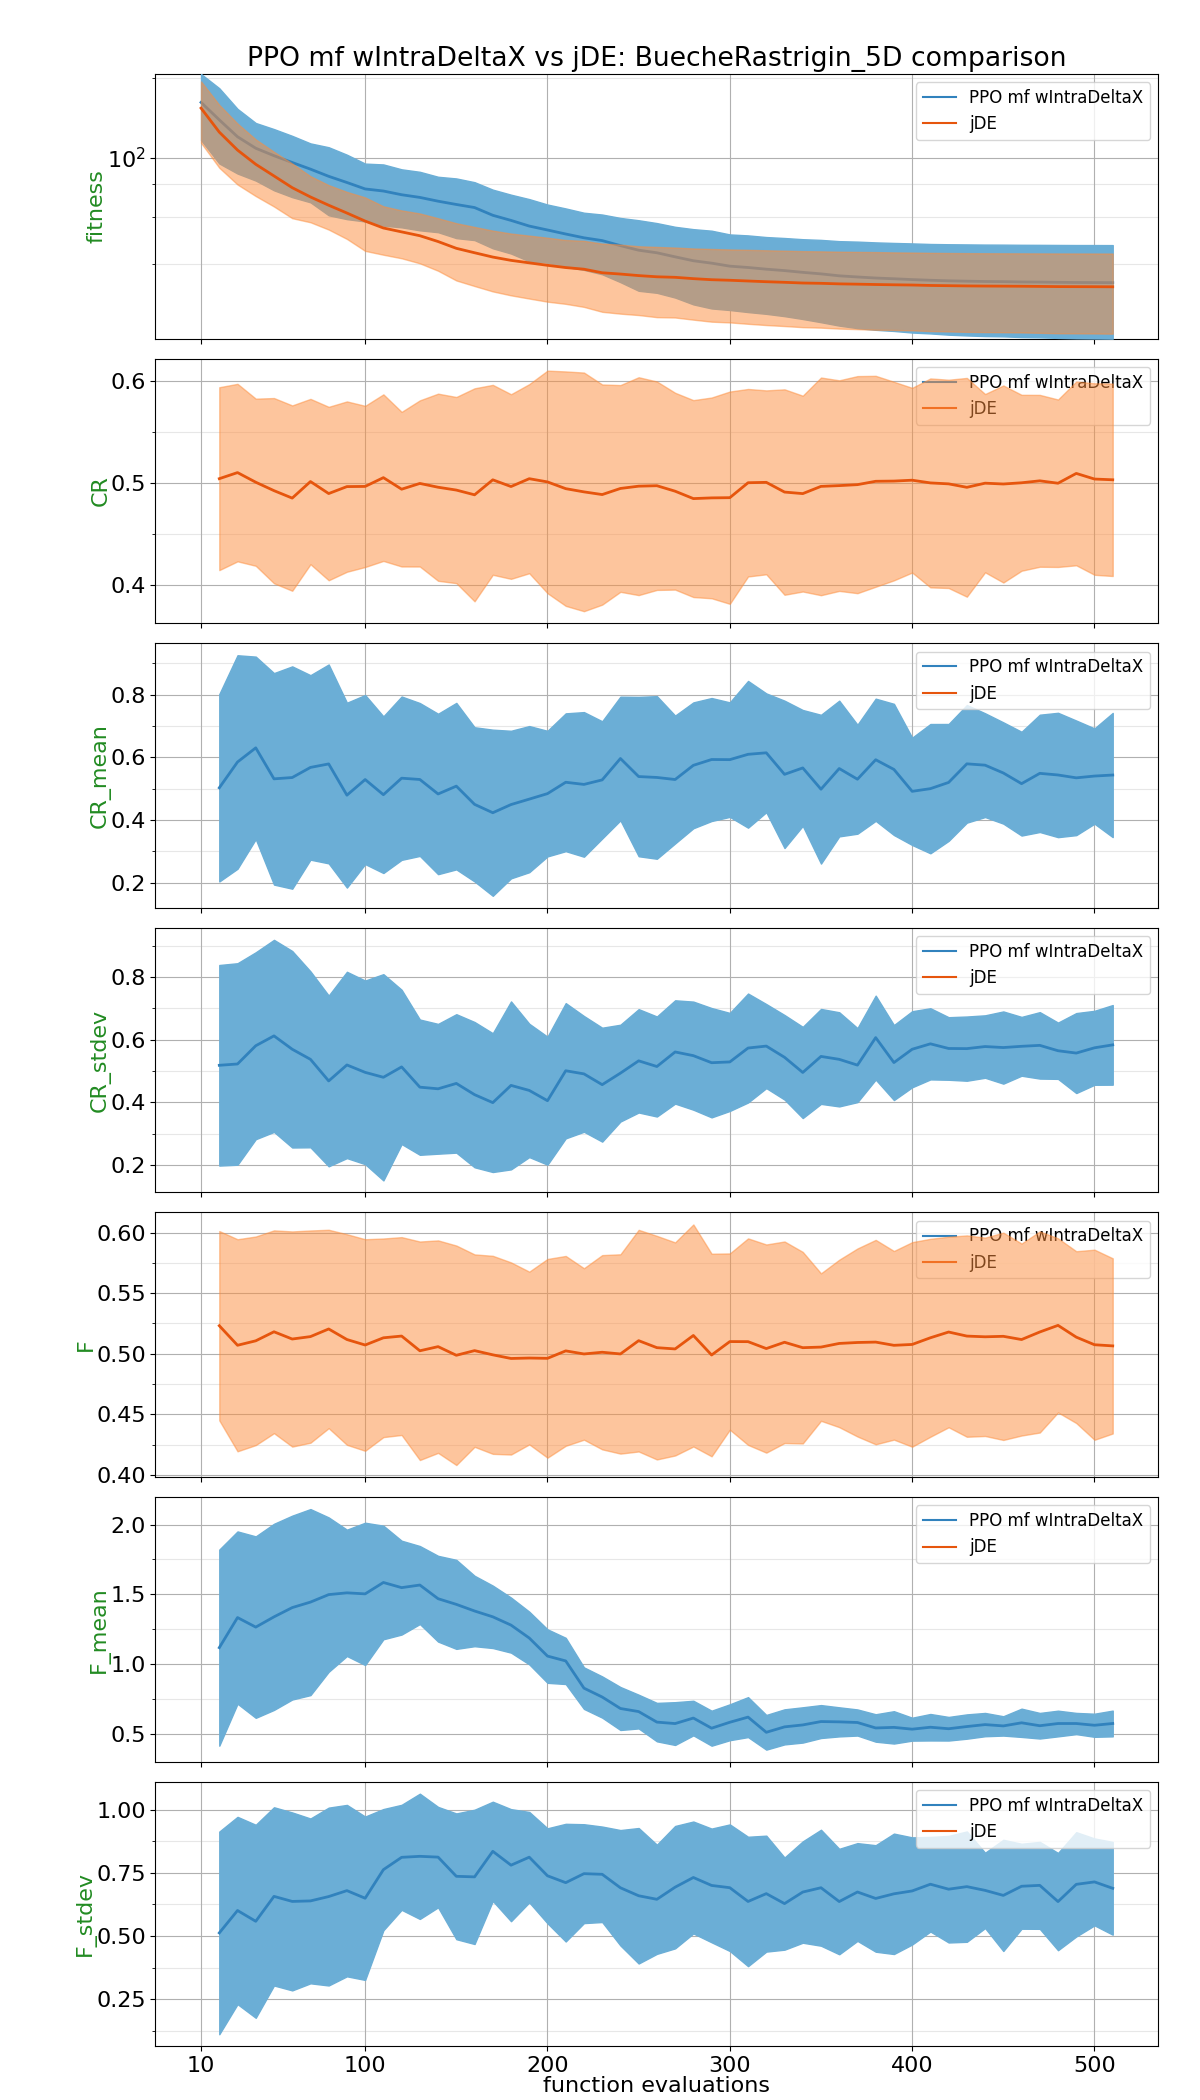 PPO mf wIntraDeltaX vs jDE: BuecheRastrigin_5D comparison
PPO mf wIntraDeltaX
jDE
10²
fitness
PPO mf wIntraDeltaX
jDE
0.6
0.5
0.4
CR
PPO mf wIntraDeltaX
jDE
0.8
0.6
0.4
0.2
CR_mean
PPO mf wIntraDeltaX
jDE
0.8
0.6
0.4
0.2
CR_stdev
PPO mf wIntraDeltaX
jDE
0.60
0.55
0.50
0.45
0.40
F
PPO mf wIntraDeltaX
jDE
2.0
1.5
1.0
0.5
F_mean
PPO mf wIntraDeltaX
jDE
1.00
0.75
0.50
0.25
F_stdev
10 100 200 300 400 500
function evaluations